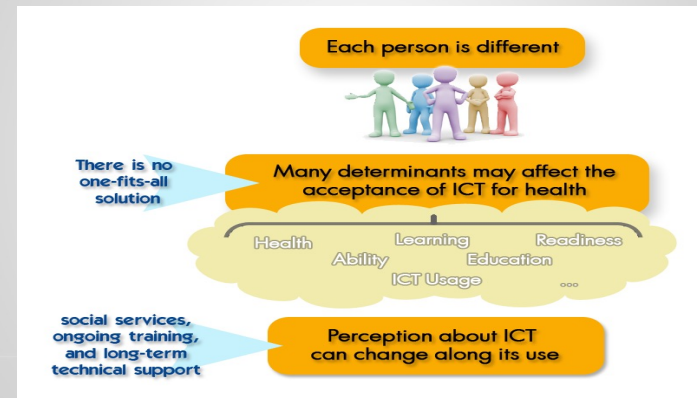 Each person is different
There is no
one-fits-all
solution
Many determinants may affect the
acceptance of ICT for health
Health
Learning
Readiness
Ability
Education
ICT Usage
...
social services,
ongoing training,
and long-term
technical support
Perception about ICT
can change along its use